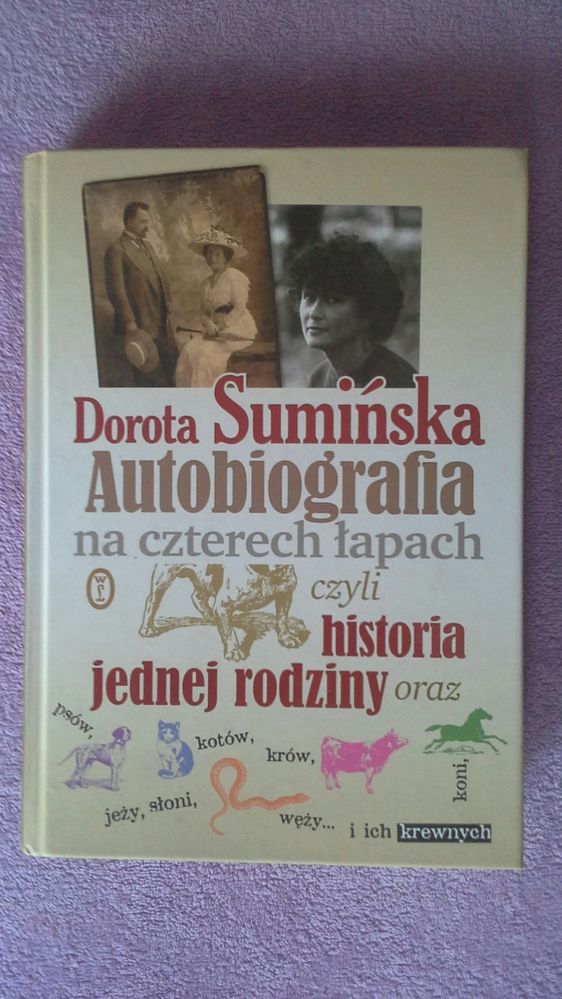 Dorota Sumińska
Autobiografia
na czterech łapach
WL
czyli
historia
jednej rodziny oraz
psów,
kotów,
krów,
koni,
jeży, słoni,
węży... i ich krewnych